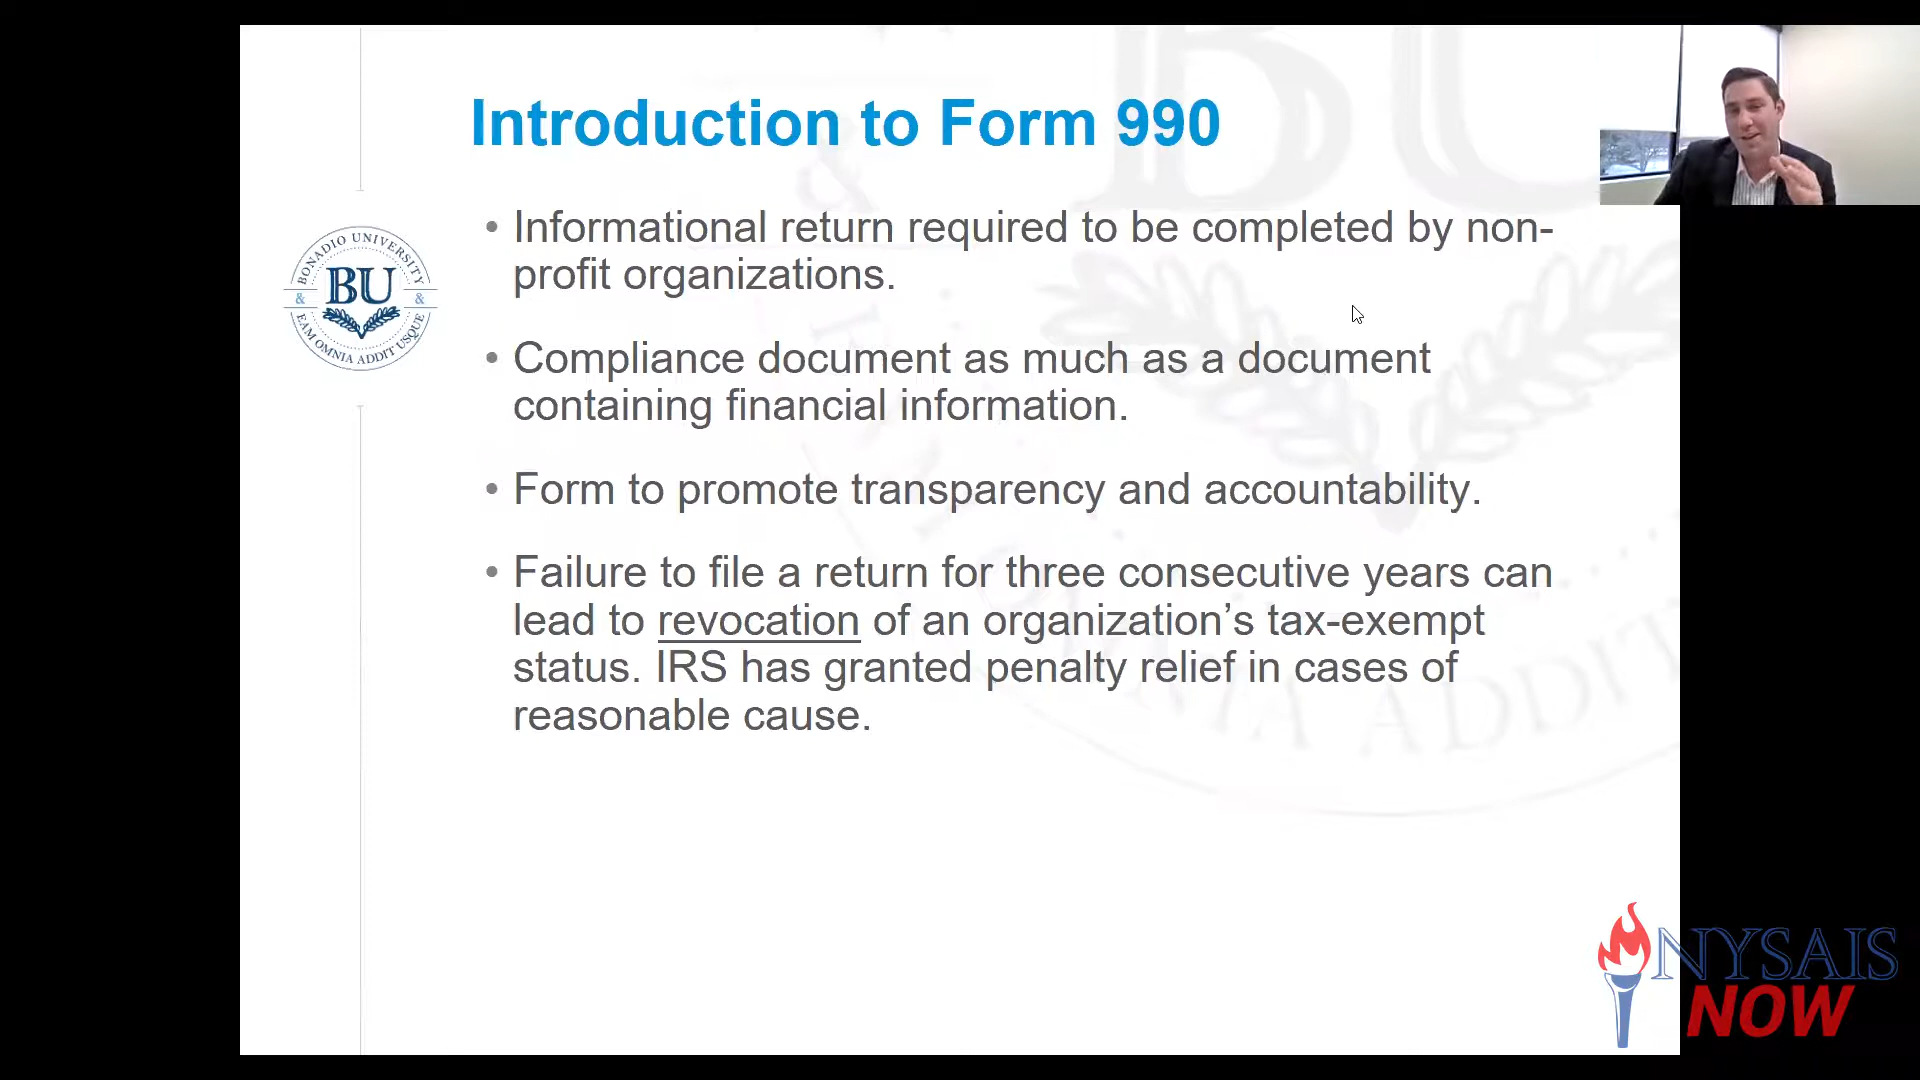 Introduction to Form 990
• Informational return required to be completed by non-
profit organizations.
• Compliance document as much as a document
containing financial information.
• Form to promote transparency and accountability.
• Failure to file a return for three consecutive years can
lead to revocation of an organization’s tax-exempt
status. IRS has granted penalty relief in cases of
reasonable cause.
BONADIO UNIVERSITY
& BU &
EAM OMNIA ADDIT USQUE
NYSAIS
NOW